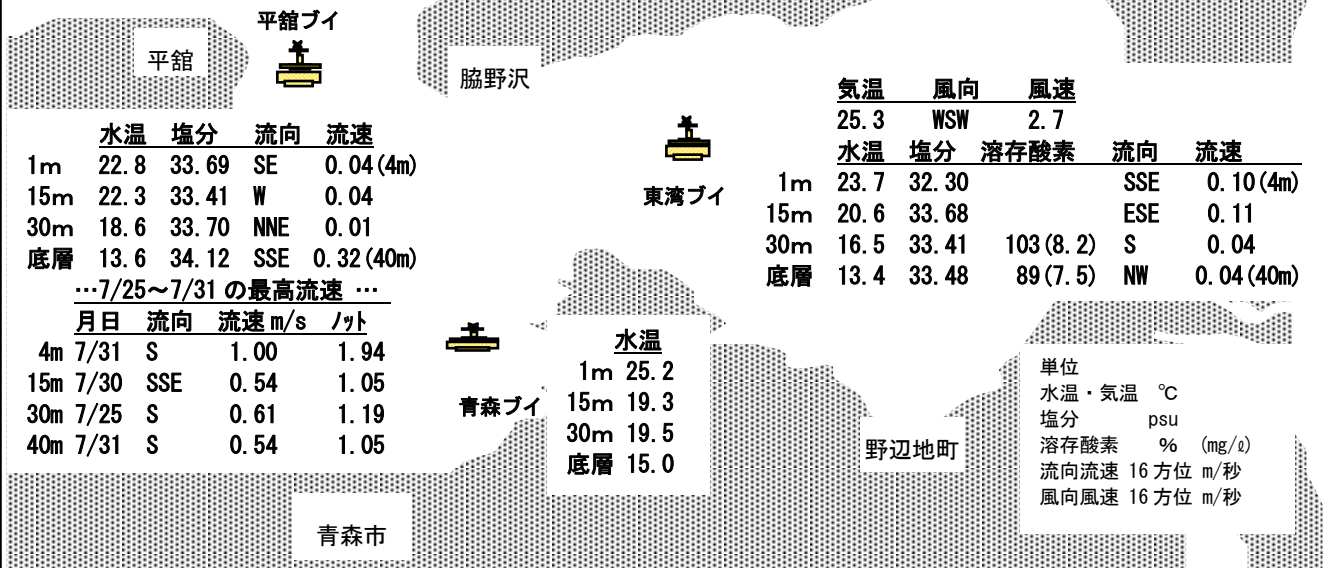 平舘ブイ
平舘
脇野沢
水温 塩分 流向 流速
1m 22.8 33.69 SE 0.04(4m)
15m 22.3 33.41 W 0.04
30m 18.6 33.70 NNE 0.01
底層 13.6 34.12 SSE 0.32(40m)
…7/25～7/31の最高流速 …
月日 流向 流速m/s ﾉｯﾄ
4m 7/31 S 1.00 1.94
15m 7/30 SSE 0.54 1.05
30m 7/25 S 0.61 1.19
40m 7/31 S 0.54 1.05
東湾ブイ
気温 風向 風速
25.3 WSW 2.7
水温 塩分 溶存酸素 流向 流速
1m 23.7 32.30 SSE 0.10(4m)
15m 20.6 33.68 ESE 0.11
30m 16.5 33.41 103(8.2) S 0.04
底層 13.4 33.48 89(7.5) NW 0.04(40m)
青森ブイ
水温
1m 25.2
15m 19.3
30m 19.5
底層 15.0
野辺地町
青森市
単位
水温・気温 ℃
塩分 psu
溶存酸素 % (mg/ℓ)
流向流速 16方位 m/秒
風向風速 16方位 m/秒